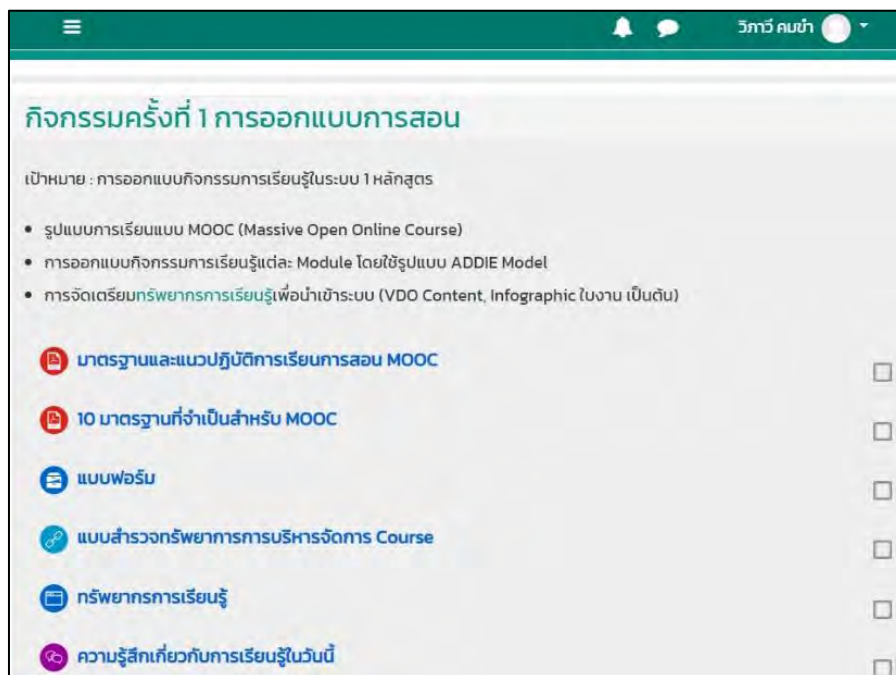 วิภาวี คมขำ
กิจกรรมครั้งที่ 1 การออกแบบการสอน
เป้าหมาย : การออกแบบกิจกรรมการเรียนรู้ในระบบ 1 หลักสูตร
รูปแบบการเรียนแบบ MOOC (Massive Open Online Course)
การออกแบบกิจกรรมการเรียนรู้แต่ละ Module โดยใช้รูปแบบ ADDIE Model
การจัดเตรียมทรัพยากรการเรียนรู้เพื่อนำเข้าระบบ (VDO Content, Infographic ใบงาน เป็นต้น)
มาตรฐานและแนวปฏิบัติการเรียนการสอน MOOC
10 มาตรฐานที่จำเป็นสำหรับ MOOC
แบบฟอร์ม
แบบสำรวจทรัพยาการการบริหารจัดการ Course
ทรัพยากรการเรียนรู้
ความรู้สึกเกี่ยวกับการเรียนรู้ในวันนี้